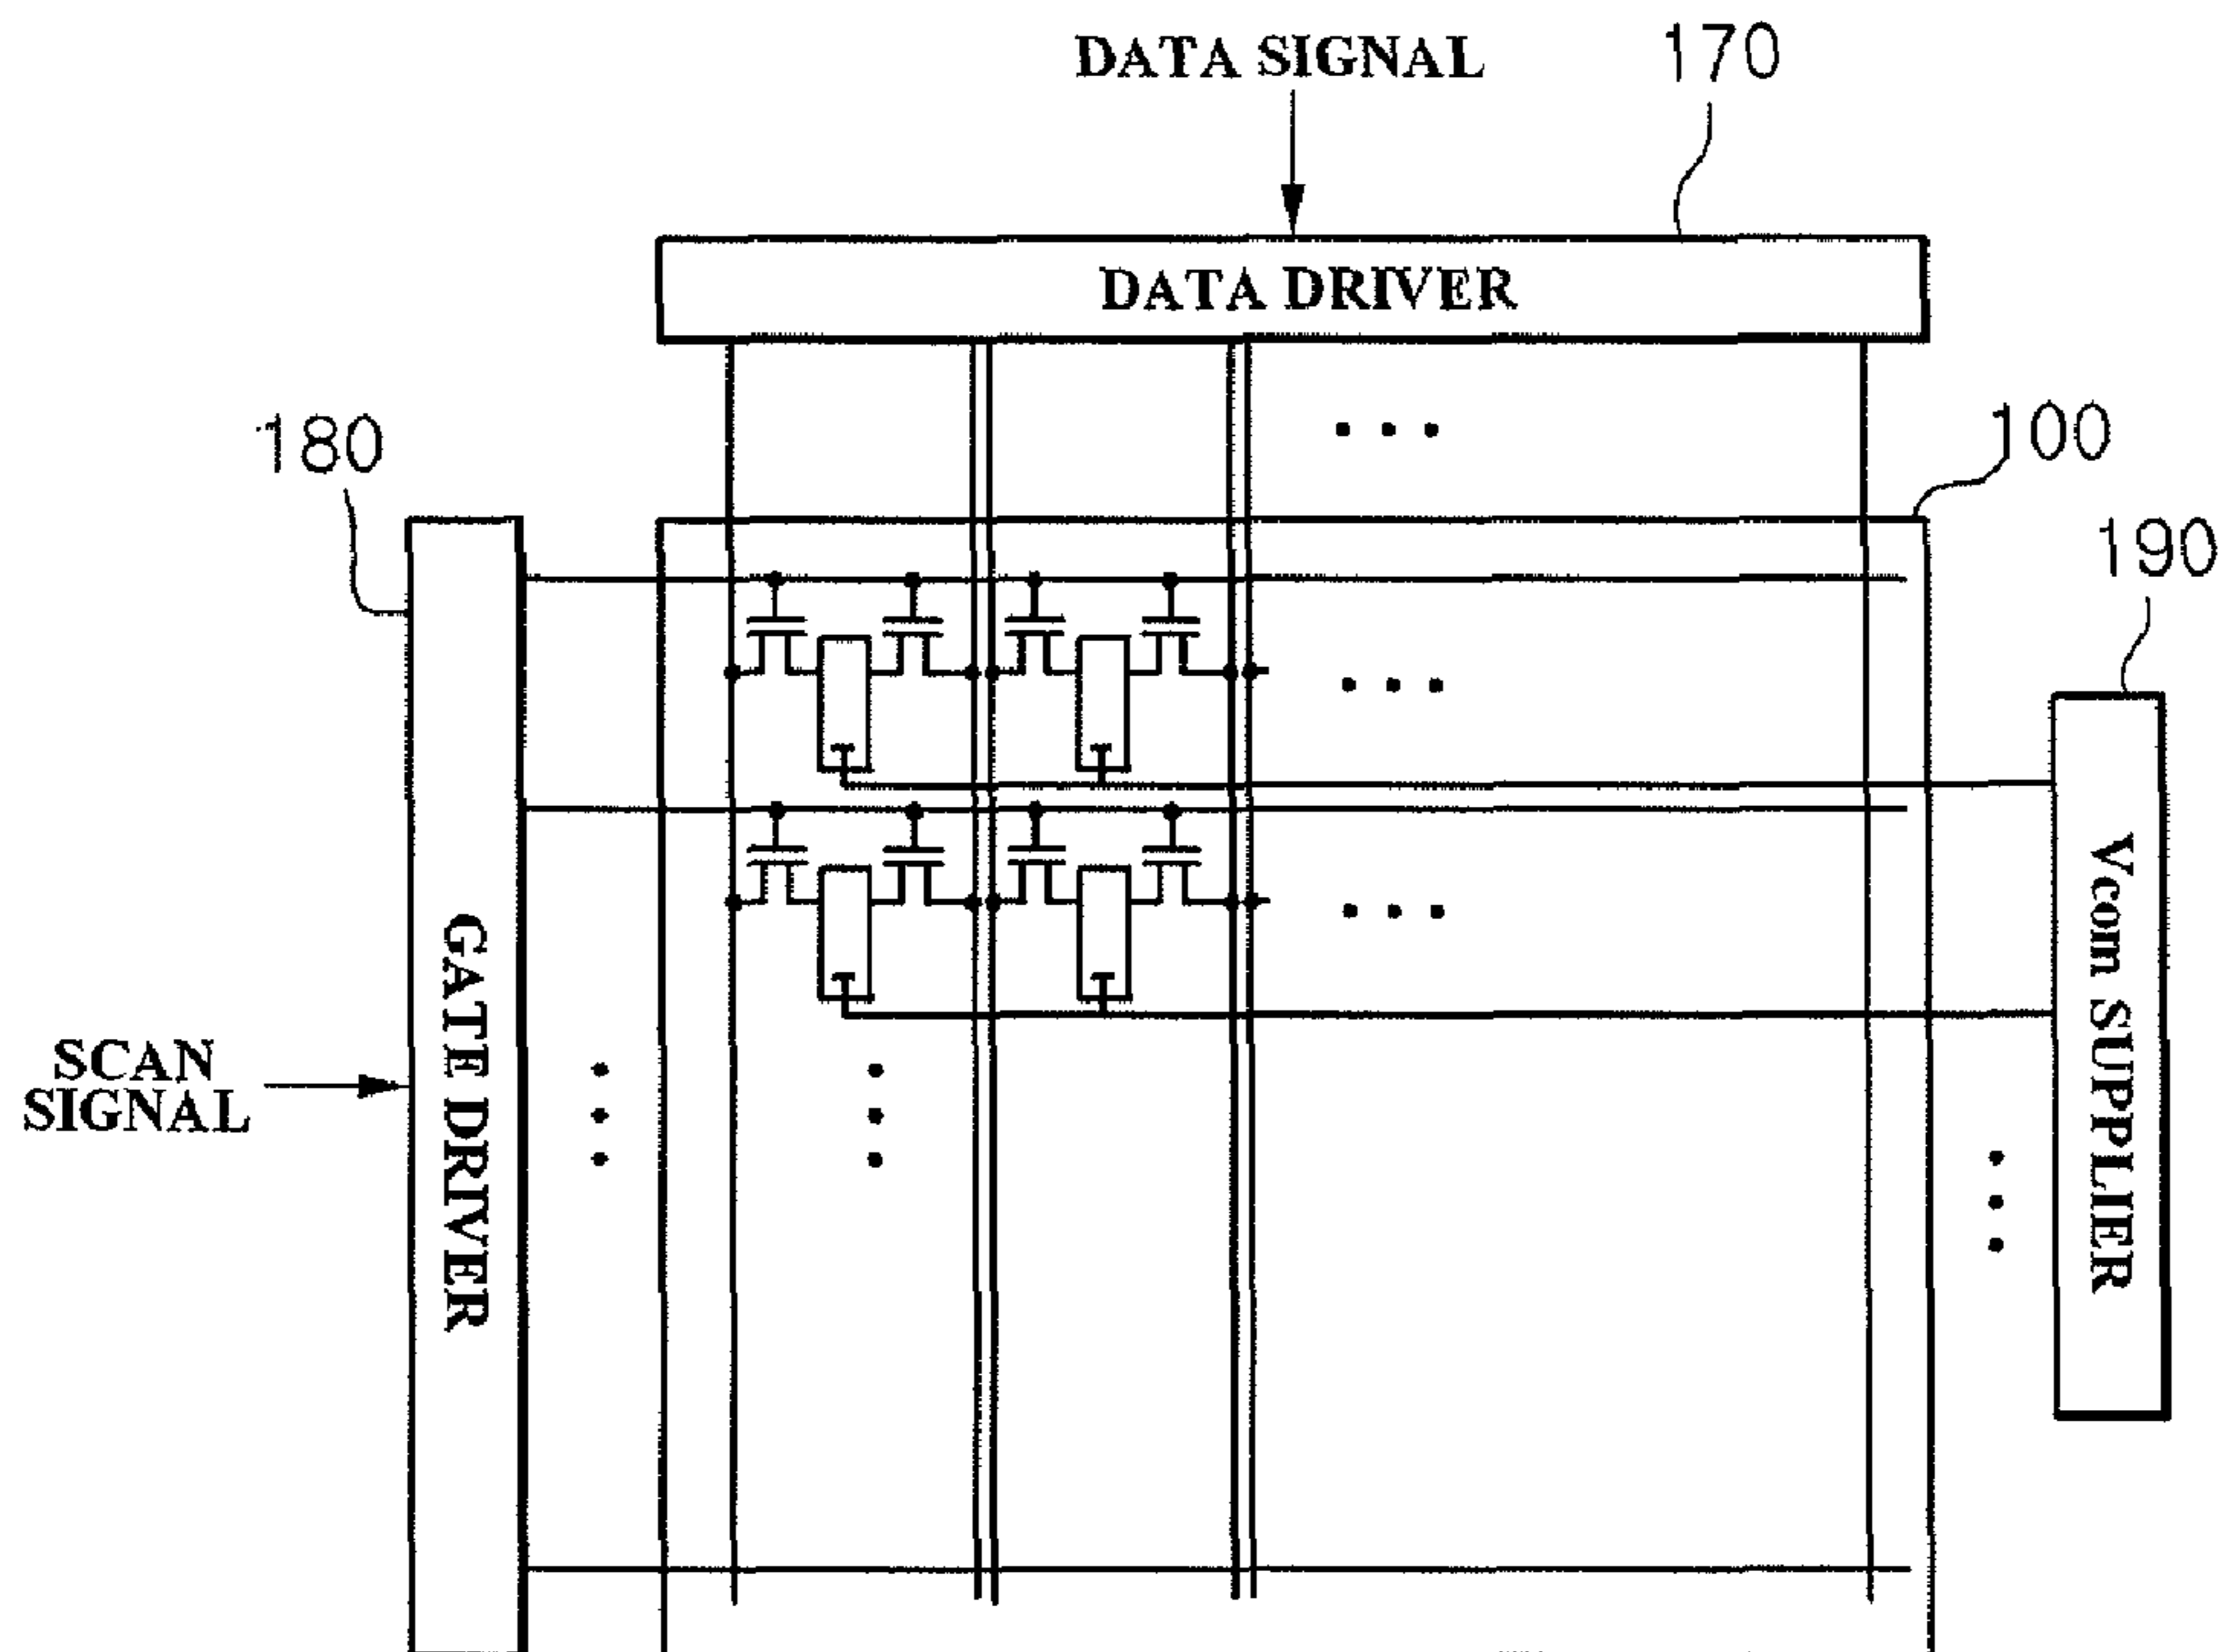 DATA SIGNAL
170
DATA DRIVER
180
100
190
GATE DRIVER
Vcom SUPPLIER
SCAN
SIGNAL